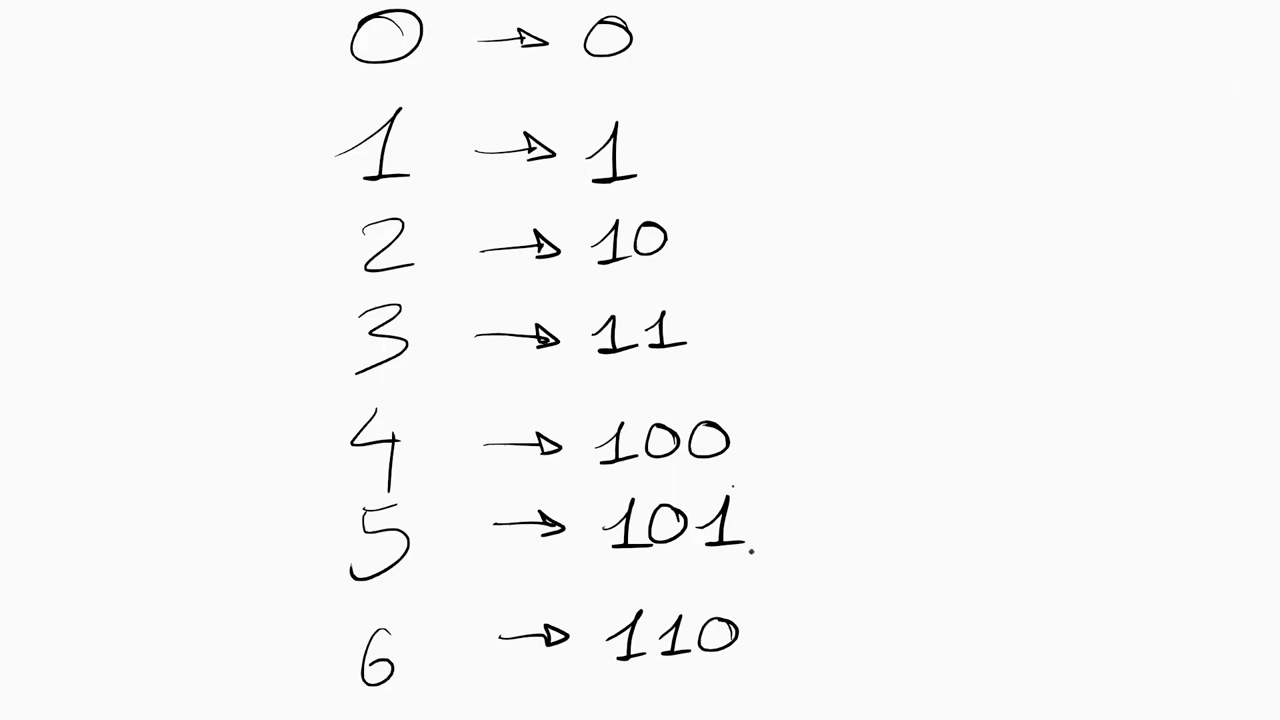 0 → 0
1 → 1
2 → 10
3 → 11
4 → 100
5 → 101
6 → 110